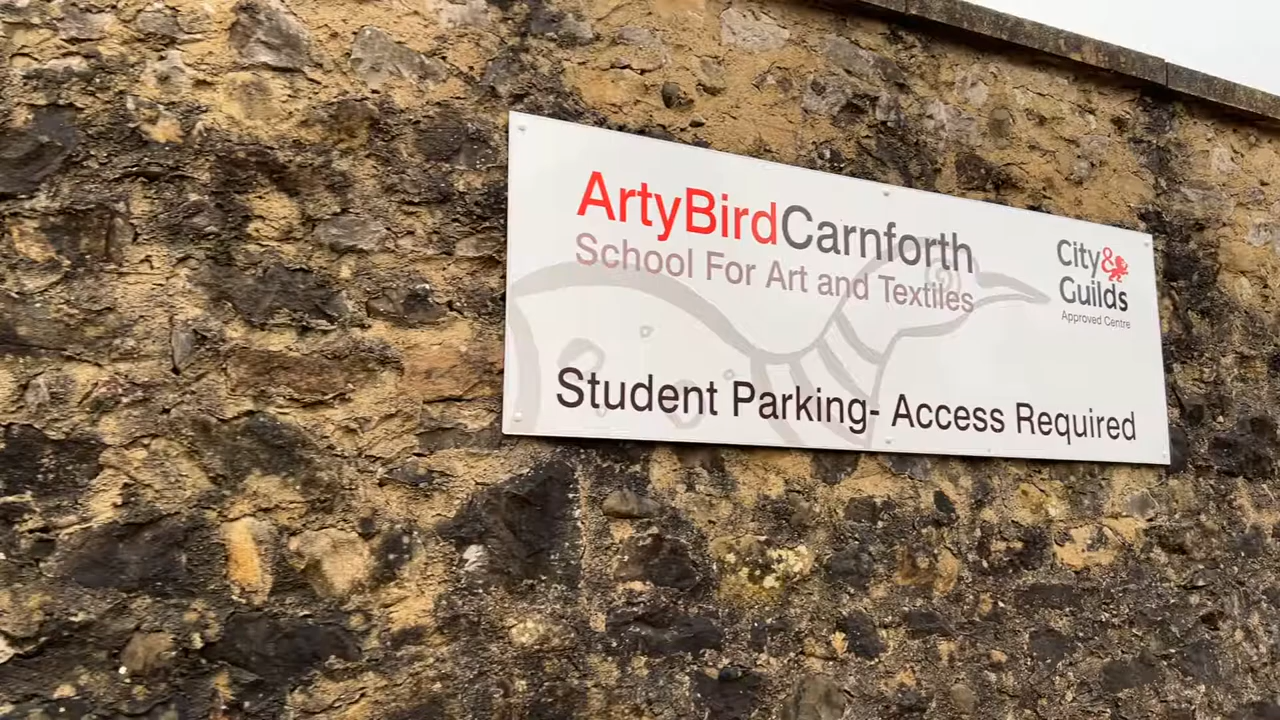 ArtyBirdCarnforth
School For Art and Textiles
City&
Guilds
Approved Centre
Student Parking- Access Required